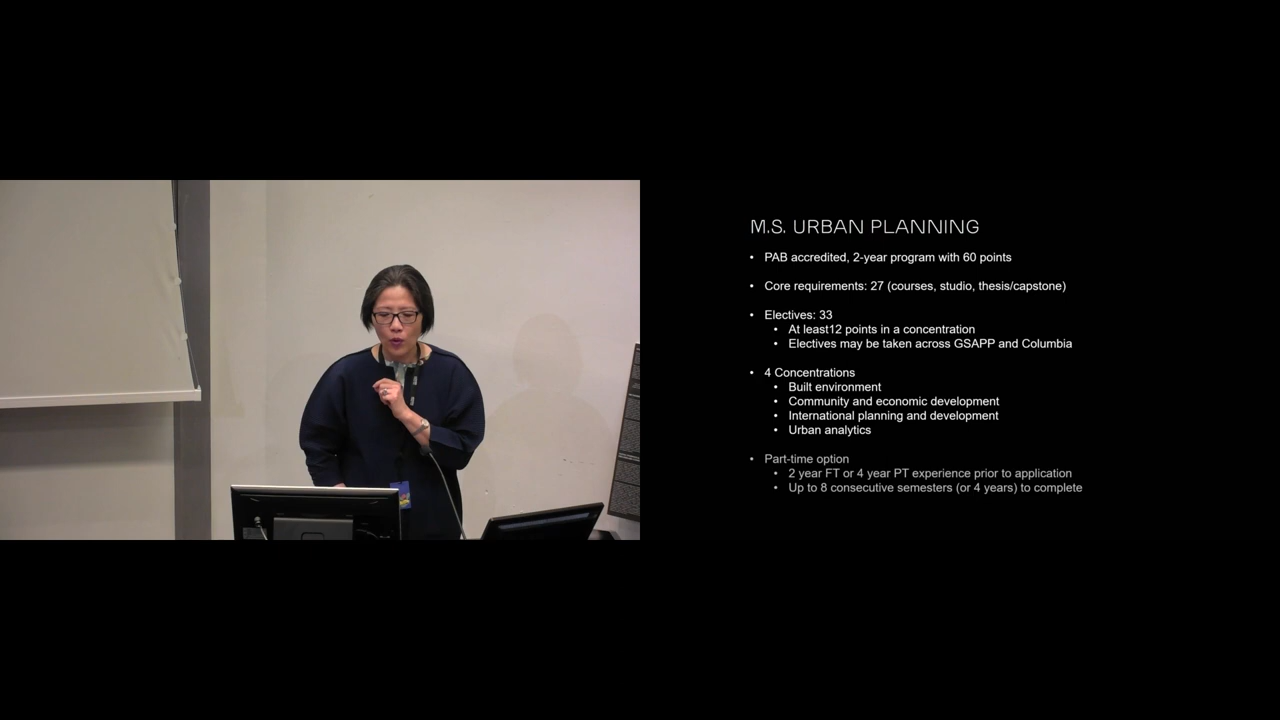 M.S. URBAN PLANNING
• PAB accredited, 2-year program with 60 points
• Core requirements: 27 (courses, studio, thesis/capstone)
• Electives: 33
• At least12 points in a concentration
• Electives may be taken across GSAPP and Columbia
• 4 Concentrations
• Built environment
• Community and economic development
• International planning and development
• Urban analytics
• Part-time option
• 2 year FT or 4 year PT experience prior to application
• Up to 8 consecutive semesters (or 4 years) to complete